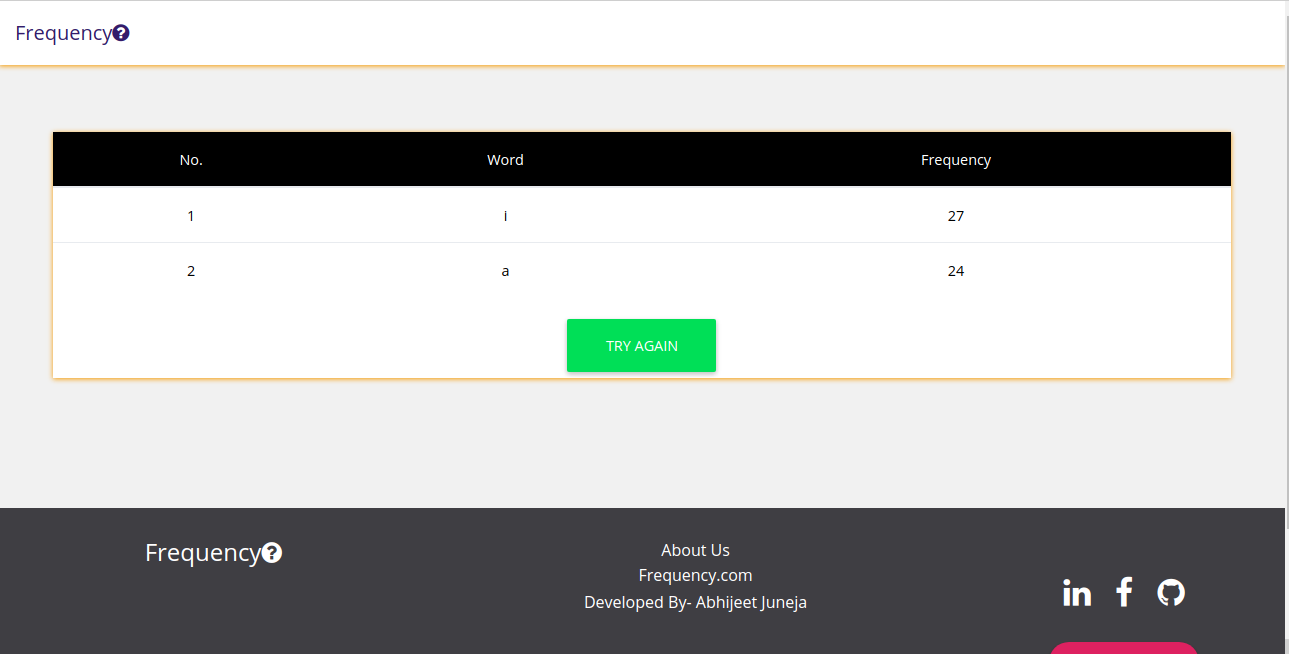 Frequency
No. Word Frequency
1 i 27
2 a 24
TRY AGAIN
Frequency
About Us
Frequency.com
Developed By- Abhijeet Juneja